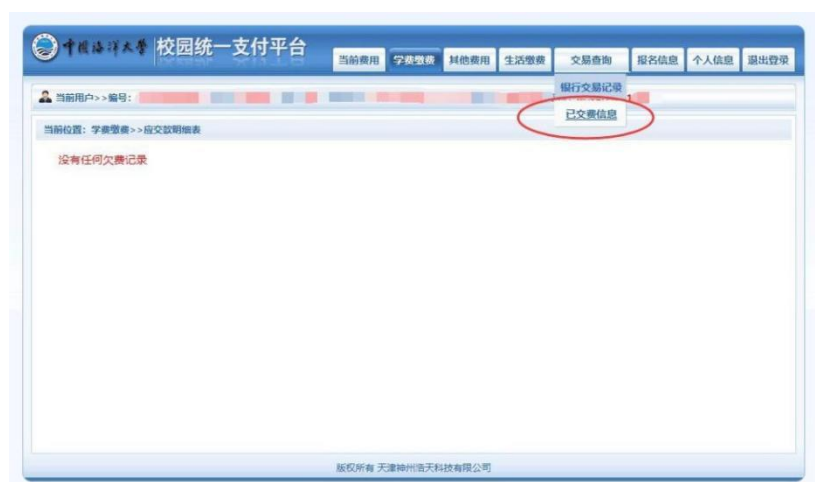 中国海洋大学 校园统一支付平台
当前费用 学费缴费 其他费用 生活缴费 交易查询 报名信息 个人信息 退出登录
银行交易记录
当前用户>>编号:
已交费信息
当前位置：学费缴费>>应交款明细表
没有任何欠费记录
版权所有 天津神州浩天科技有限公司